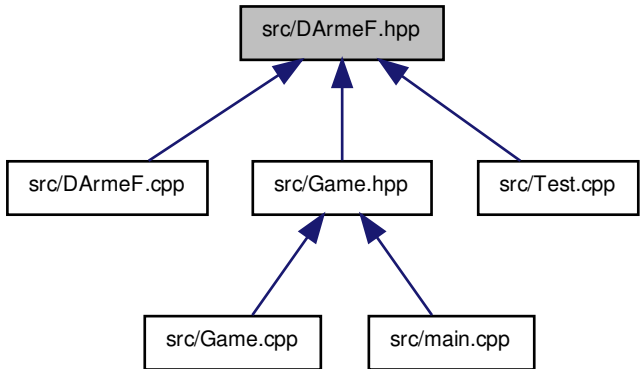 src/DArmeF.hpp
src/DArmeF.cpp
src/Game.hpp
src/Test.cpp
src/Game.cpp
src/main.cpp